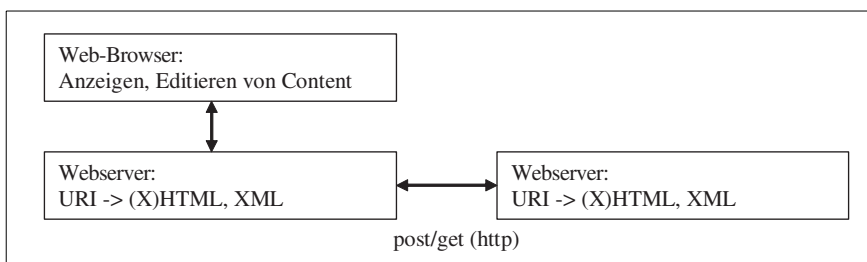 Web-Browser:
Anzeigen, Editieren von Content
Webserver:
URI -> (X)HTML, XML
Webserver:
URI -> (X)HTML, XML
post/get (http)